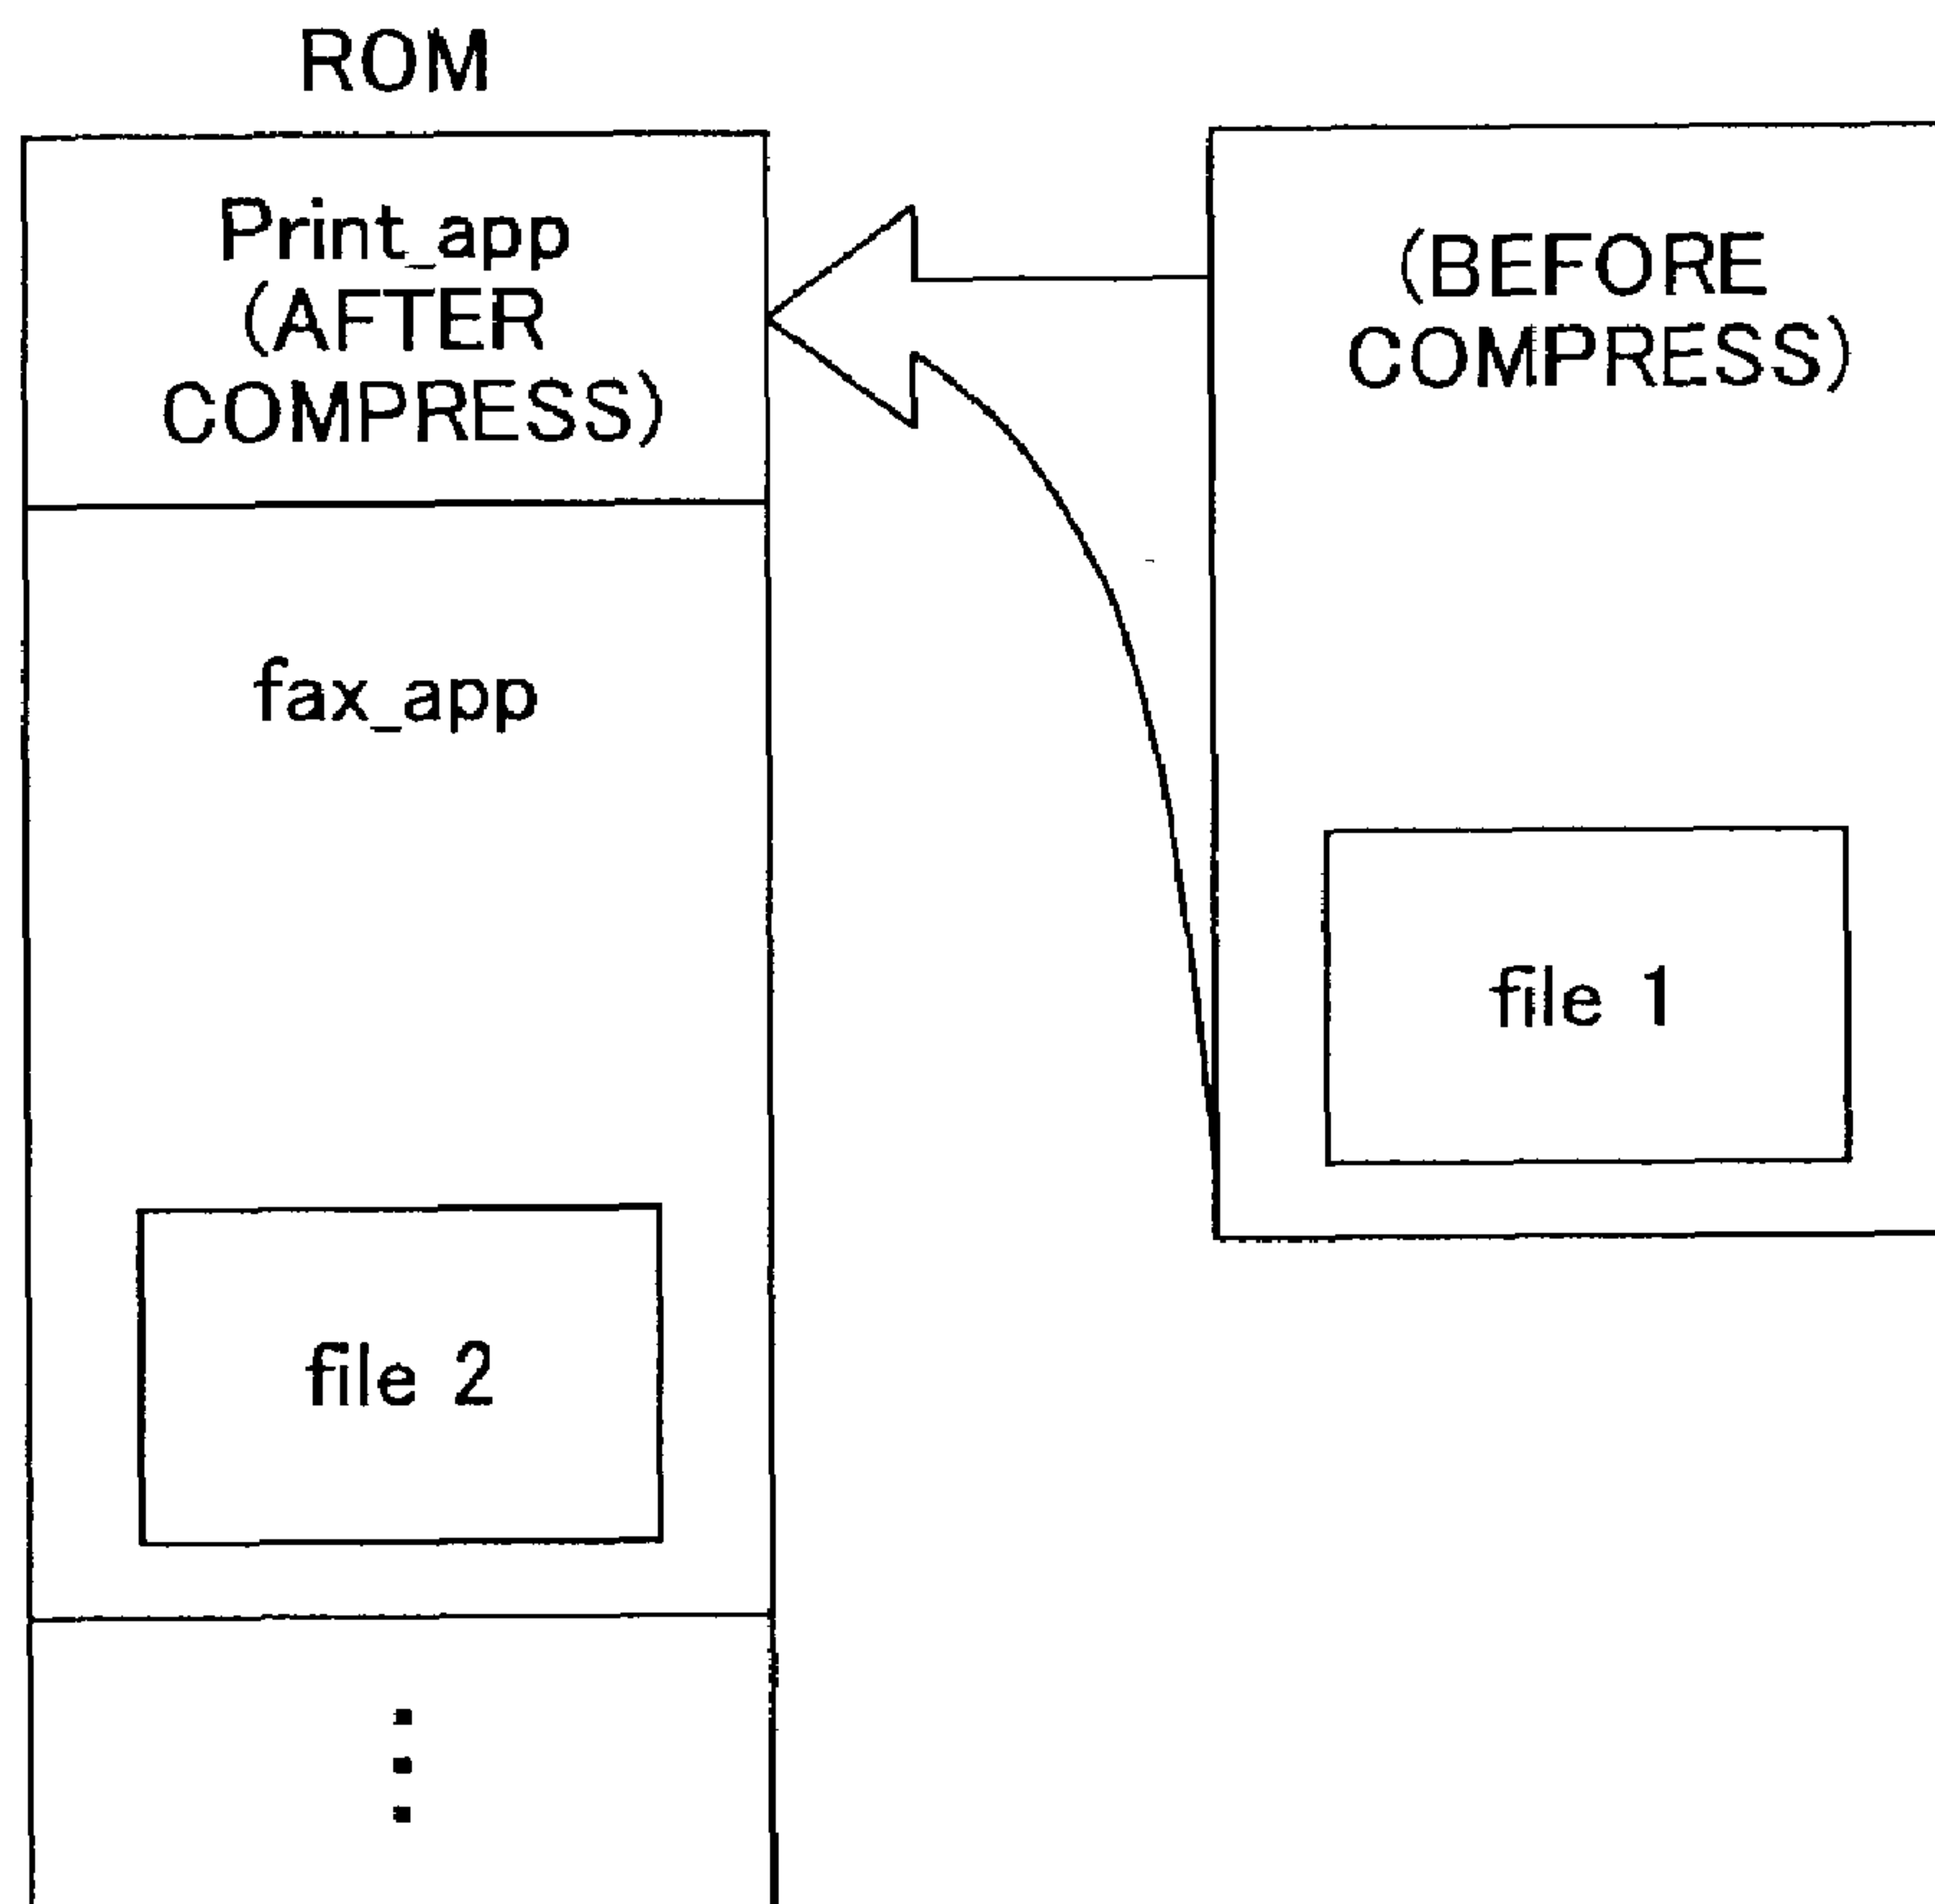 ROM
Print_app
(AFTER
COMPRESS)
fax_app
file 2
(BEFORE
COMPRESS)
file 1